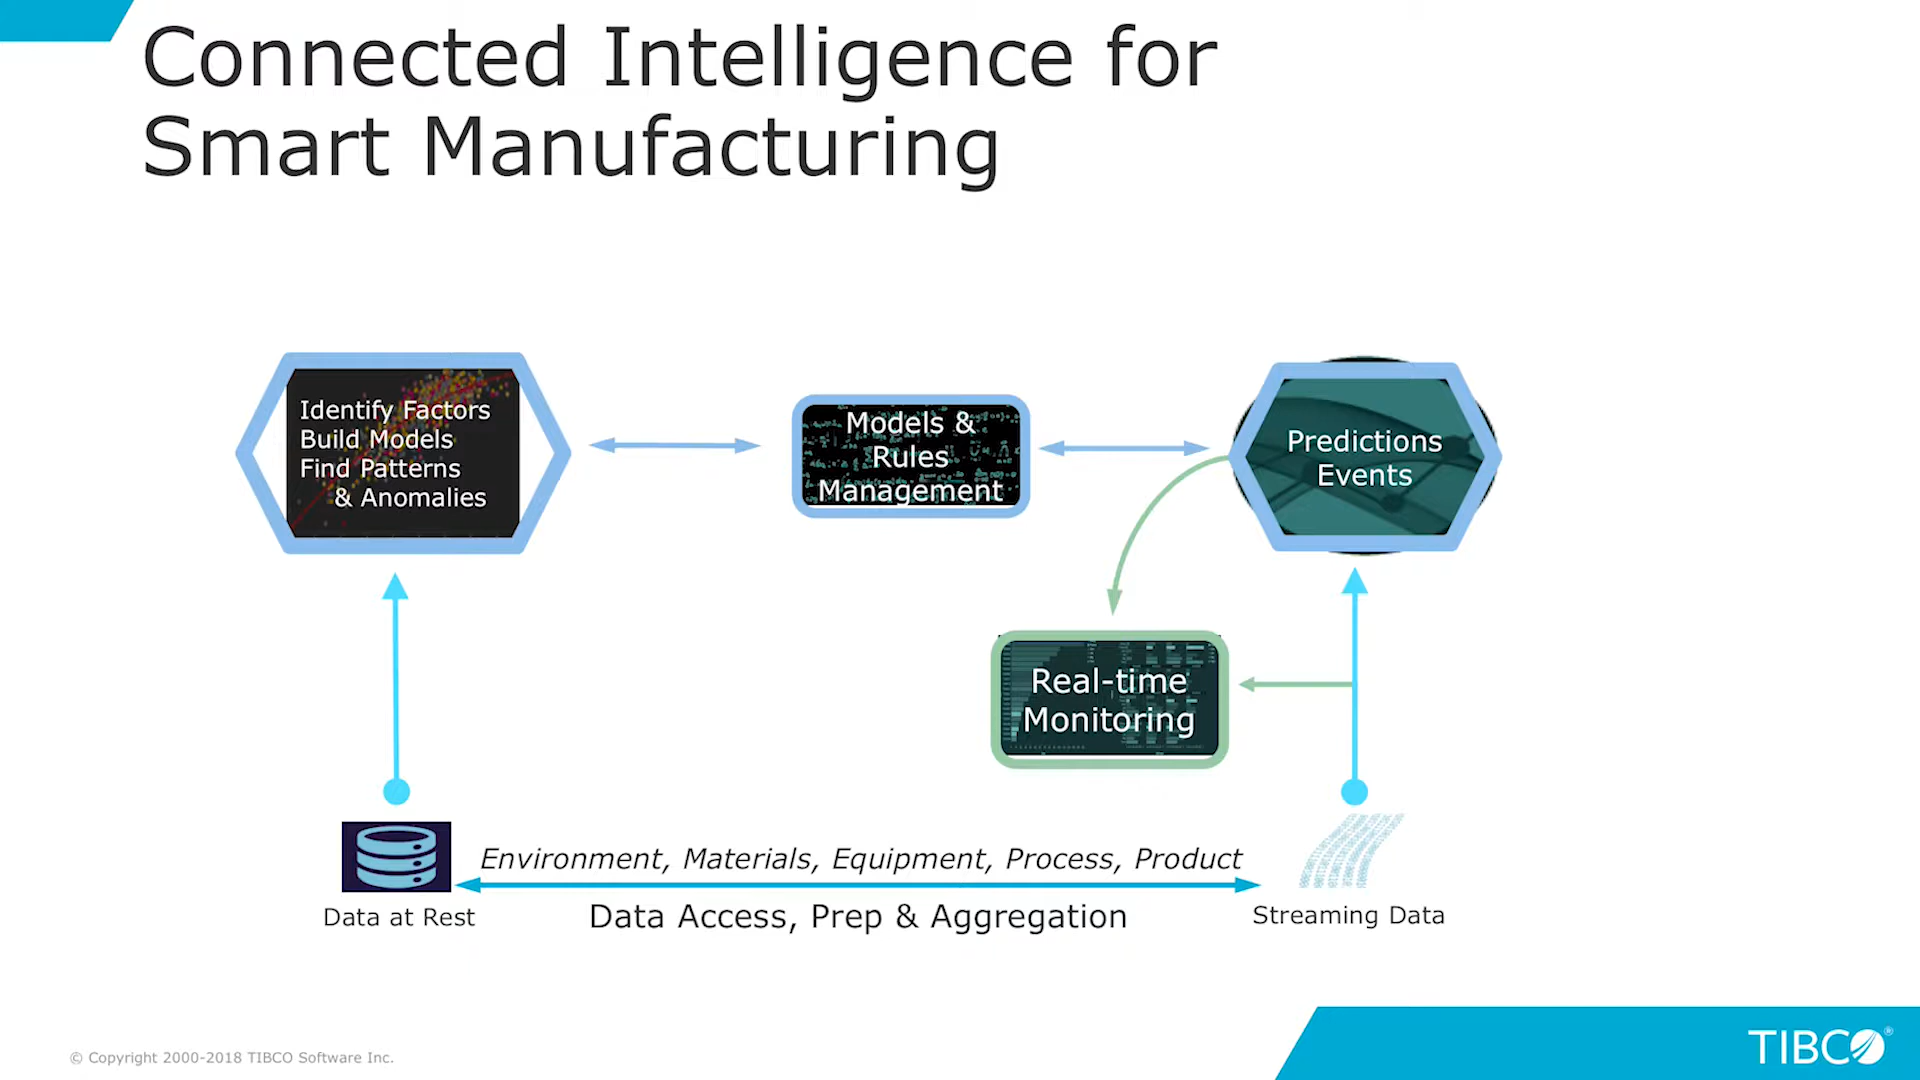 Connected Intelligence for
Smart Manufacturing
Identify Factors
Build Models
Find Patterns
& Anomalies
Models &
Rules
Management
Predictions
Events
Real-time
Monitoring
Environment, Materials, Equipment, Process, Product
Data at Rest
Data Access, Prep & Aggregation
Streaming Data
© Copyright 2000-2018 TIBCO Software Inc.
TIBCO®